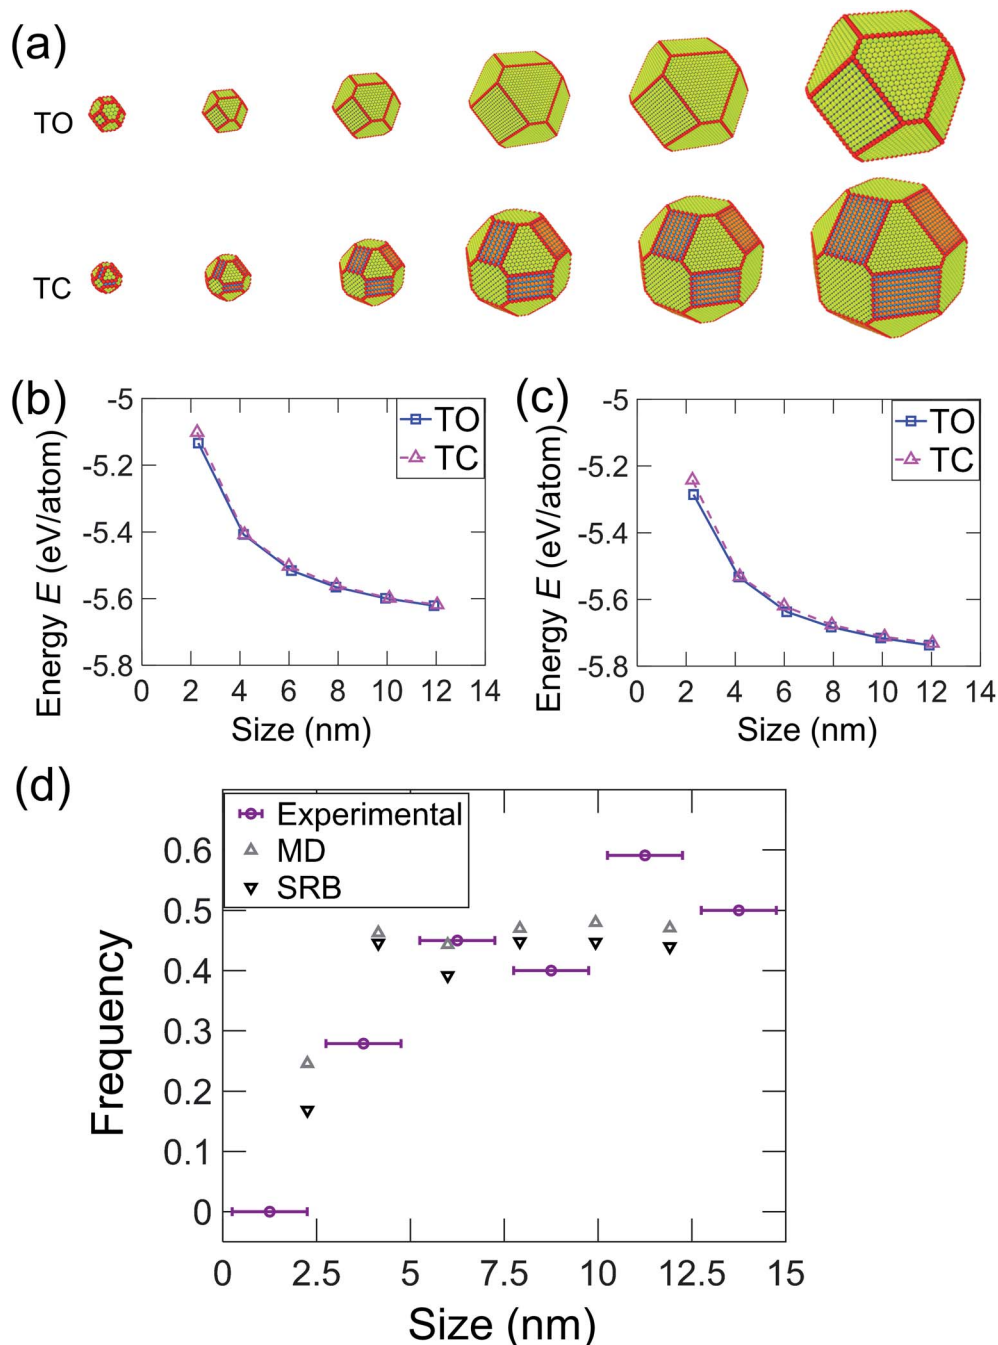 (a)
TO
TC
(b)
-5
-5.2
-5.4
-5.6
-5.8
0 2 4 6 8 10 12 14
Energy E (eV/atom)
Size (nm)
TO
TC
(c)
-5
-5.2
-5.4
-5.6
-5.8
0 2 4 6 8 10 12 14
Energy E (eV/atom)
Size (nm)
TO
TC
(d)
Experimental
MD
SRB
0.6
0.5
0.4
0.3
0.2
0.1
0
0 2.5 5 7.5 10 12.5 15
Frequency
Size (nm)